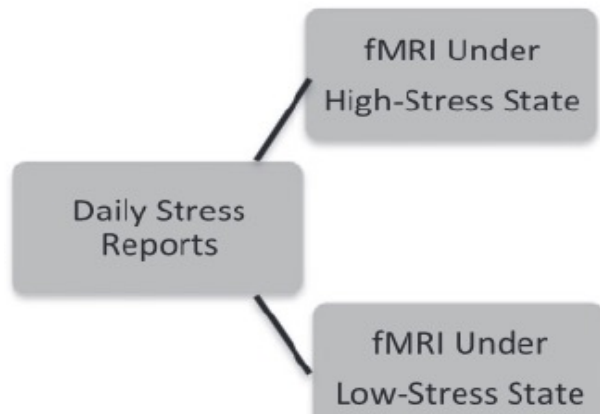 fMRI Under
High-Stress State
Daily Stress
Reports
fMRI Under
Low-Stress State